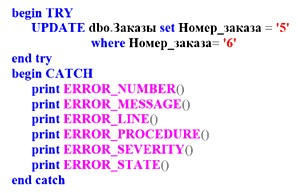 begin TRY
UPDATE dbo.Заказы set Номер_заказа = '5'
where Номер_заказа= '6'
end try
begin CATCH
print ERROR_NUMBER()
print ERROR_MESSAGE()
print ERROR_LINE()
print ERROR_PROCEDURE()
print ERROR_SEVERITY()
print ERROR_STATE()
end catch